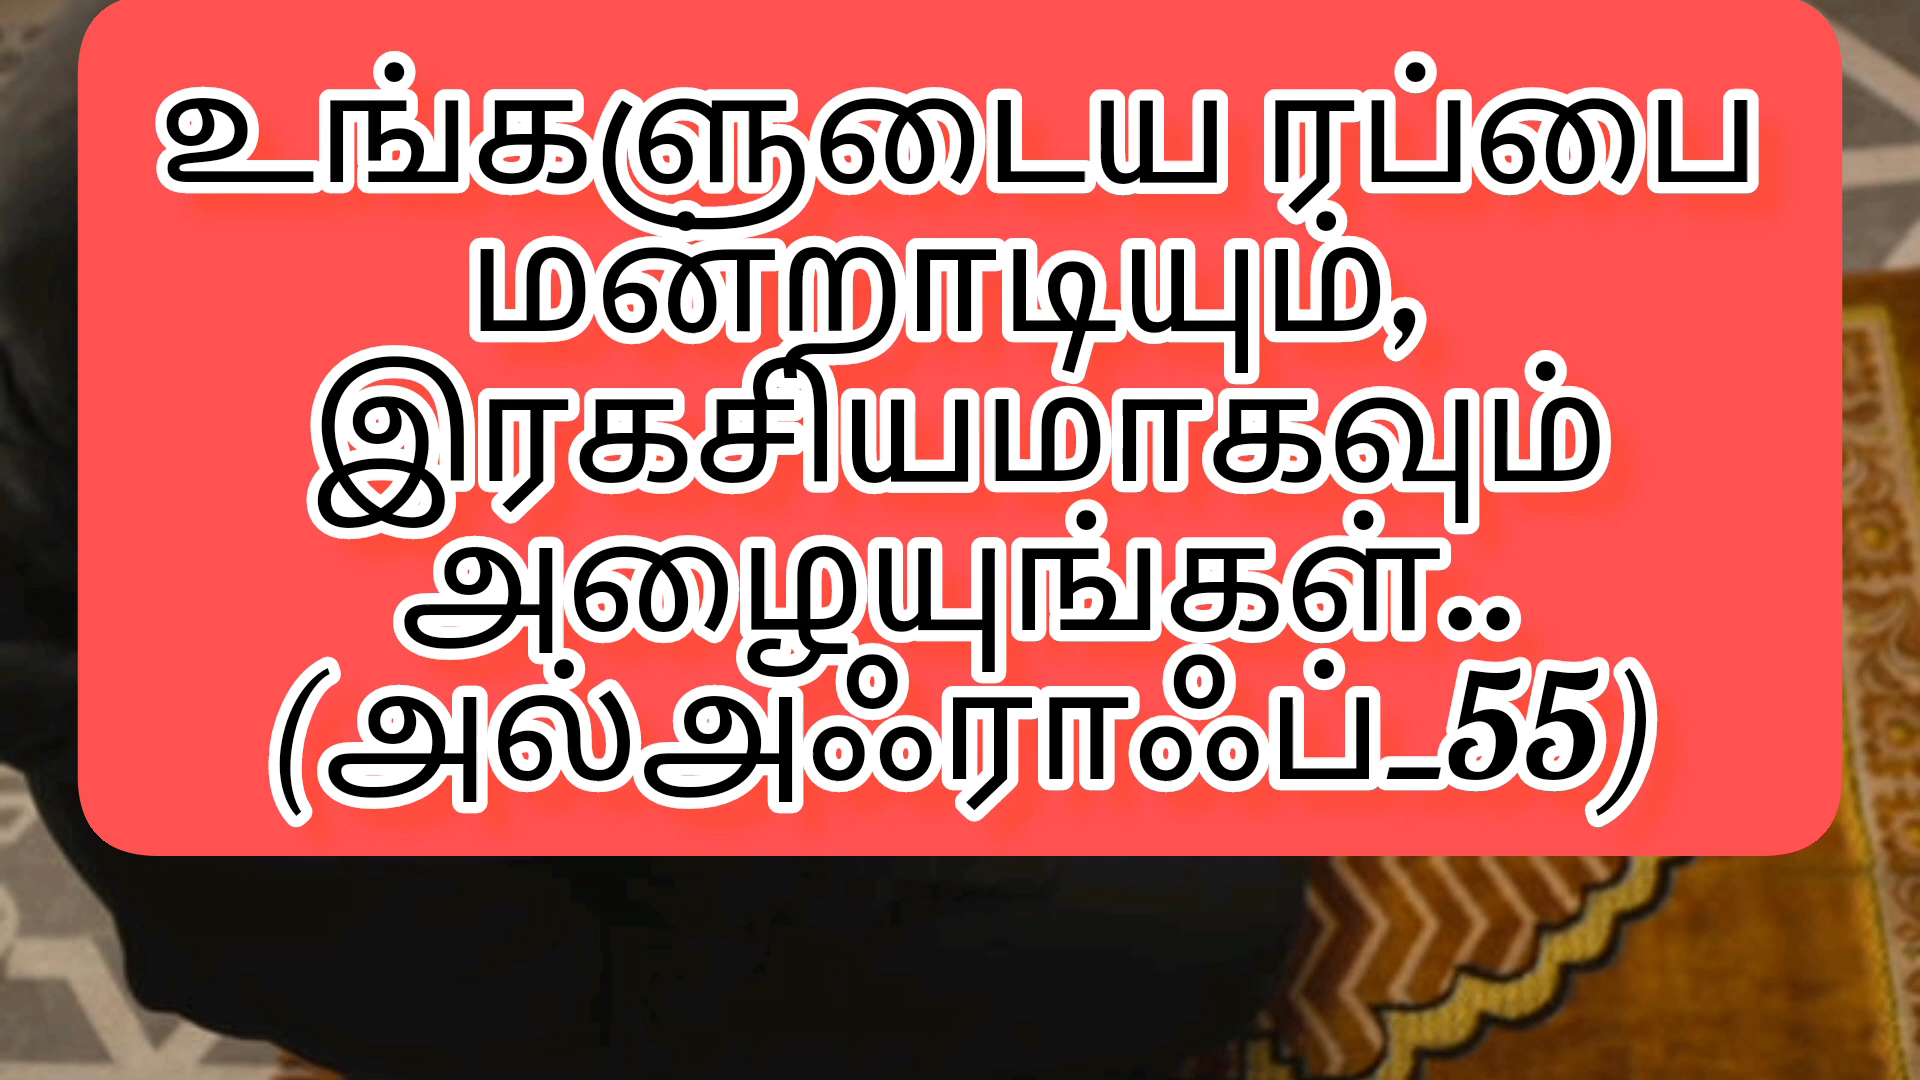 உங்களுடைய ரப்பை
மன்றாடியும்,
இரகசியமாகவும்
அழையுங்கள்..
(அல்அஃராஃப்_55)